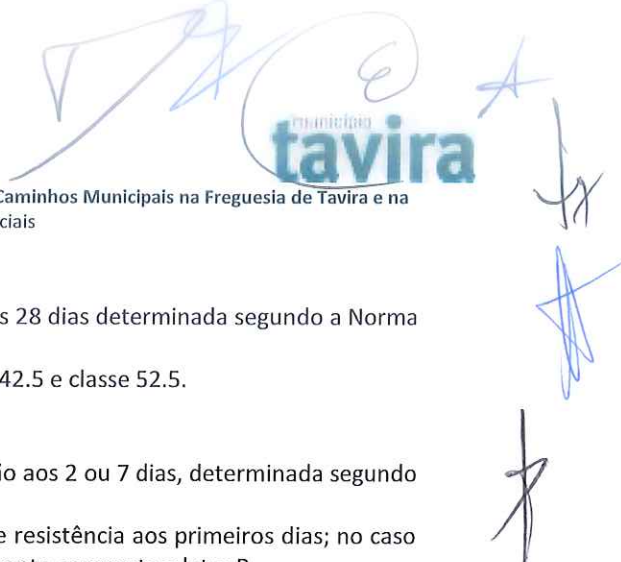 município
tavira
Caminhos Municipais na Freguesia de Tavira e na
ciais
s 28 dias determinada segundo a Norma
42.5 e classe 52.5.
io aos 2 ou 7 dias, determinada segundo
e resistência aos primeiros dias; no caso